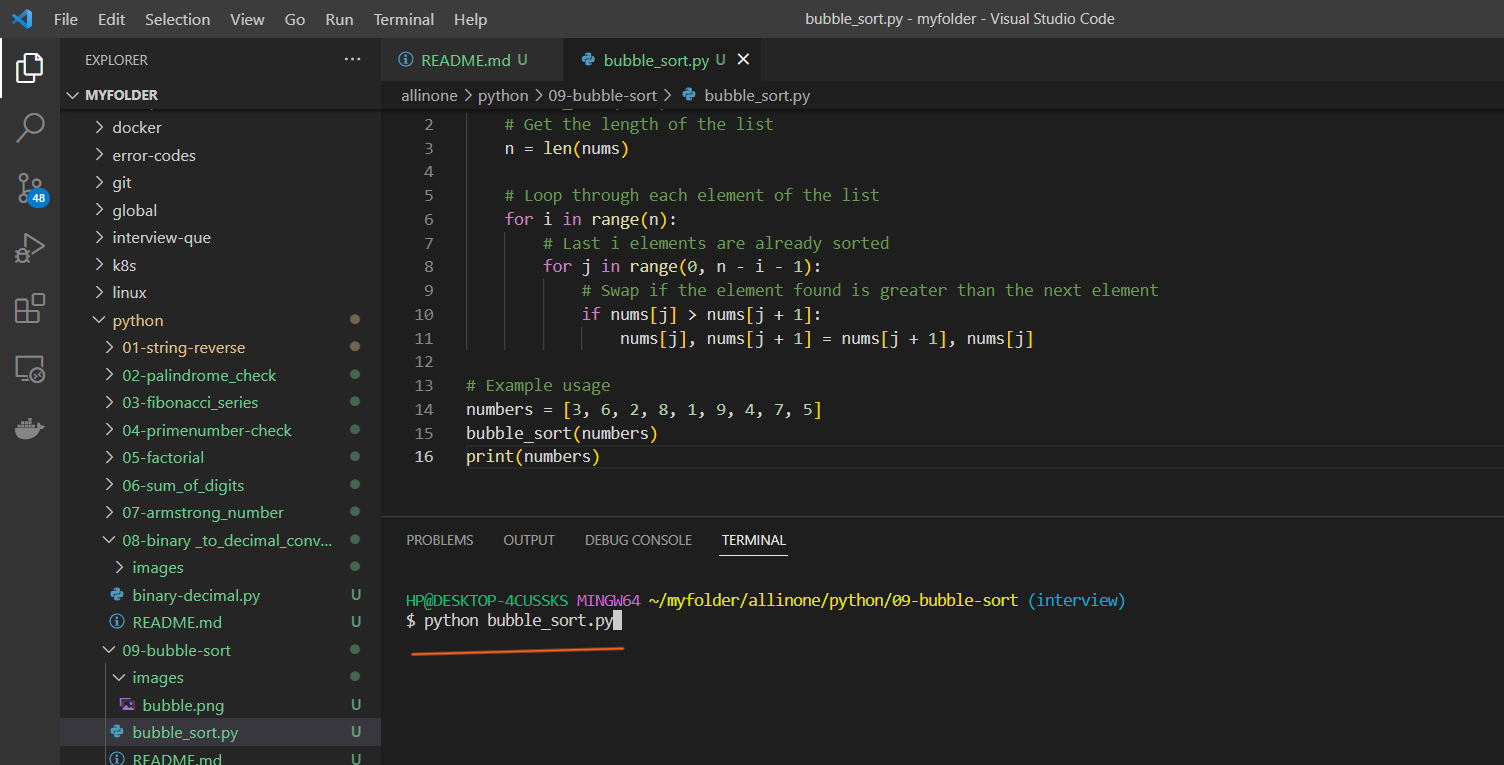 File Edit Selection View Go Run Terminal Help
bubble_sort.py - myfolder - Visual Studio Code
EXPLORER
MYFOLDER
docker
error-codes
git
global
interview-que
k8s
linux
python
01-string-reverse
02-palindrome_check
03-fibonacci_series
04-primenumber-check
05-factorial
06-sum_of_digits
07-armstrong_number
08-binary _to_decimal_conv...
images
binary-decimal.py U
README.md U
09-bubble-sort
images
bubble.png U
bubble_sort.py U
README.md U
48
README.md U
bubble_sort.py U
allinone > python > 09-bubble-sort > bubble_sort.py
2 # Get the length of the list
3 n = len(nums)
4
5 # Loop through each element of the list
6 for i in range(n):
7 # Last i elements are already sorted
8 for j in range(0, n - i - 1):
9 # Swap if the element found is greater than the next element
10 if nums[j] > nums[j + 1]:
11 nums[j], nums[j + 1] = nums[j + 1], nums[j]
12
13 # Example usage
14 numbers = [3, 6, 2, 8, 1, 9, 4, 7, 5]
15 bubble_sort(numbers)
16 print(numbers)
PROBLEMS OUTPUT DEBUG CONSOLE TERMINAL
HP@DESKTOP-4CUSSKS MINGW64 ~/myfolder/allinone/python/09-bubble-sort (interview)
$ python bubble_sort.py